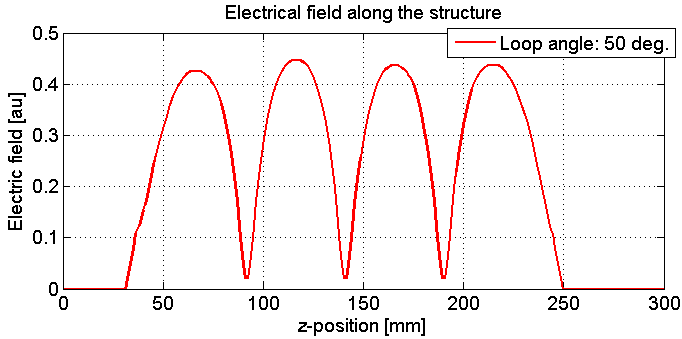 Electrical field along the structure
Loop angle: 50 deg.
Electric field [au]
0.5
0.4
0.3
0.2
0.1
0
0 50 100 150 200 250 300
z-position [mm]